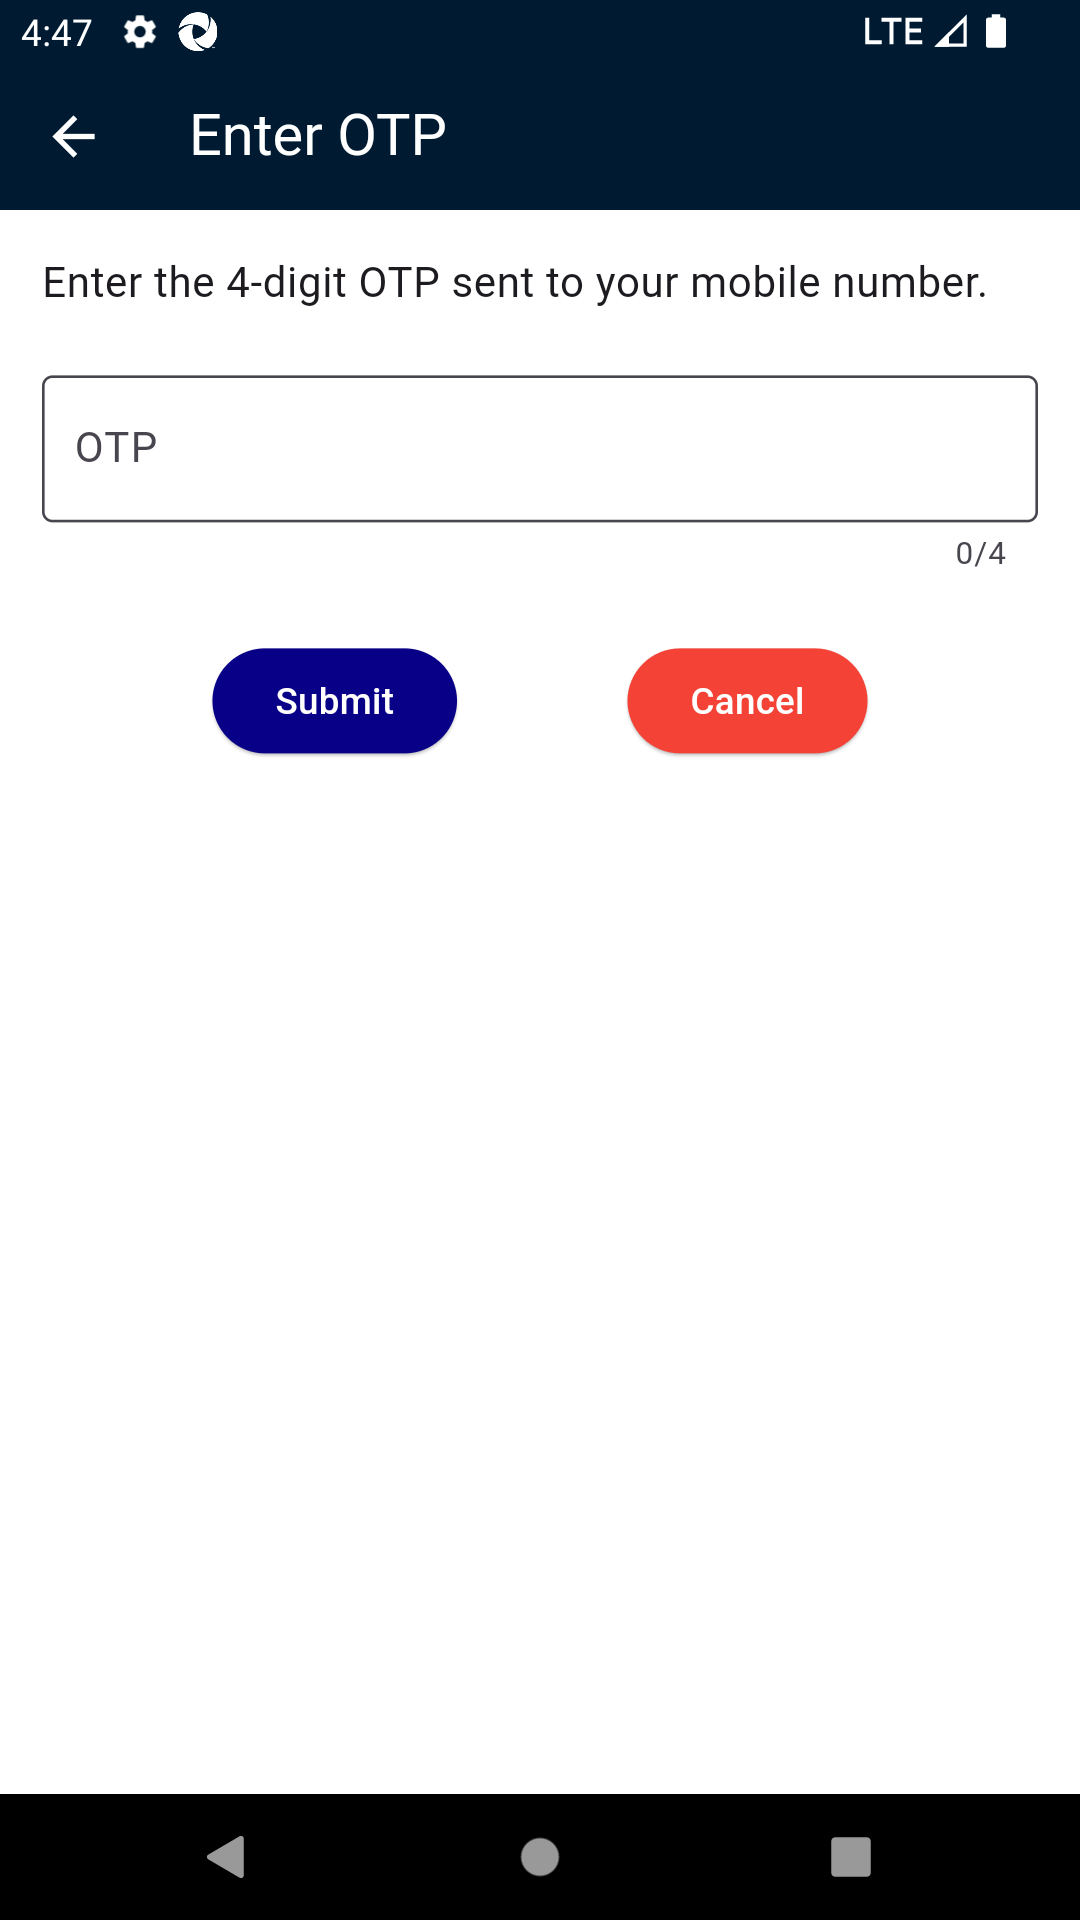 4:47 LTE
Enter OTP
Enter the 4-digit OTP sent to your mobile number.
OTP
0/4
Submit Cancel